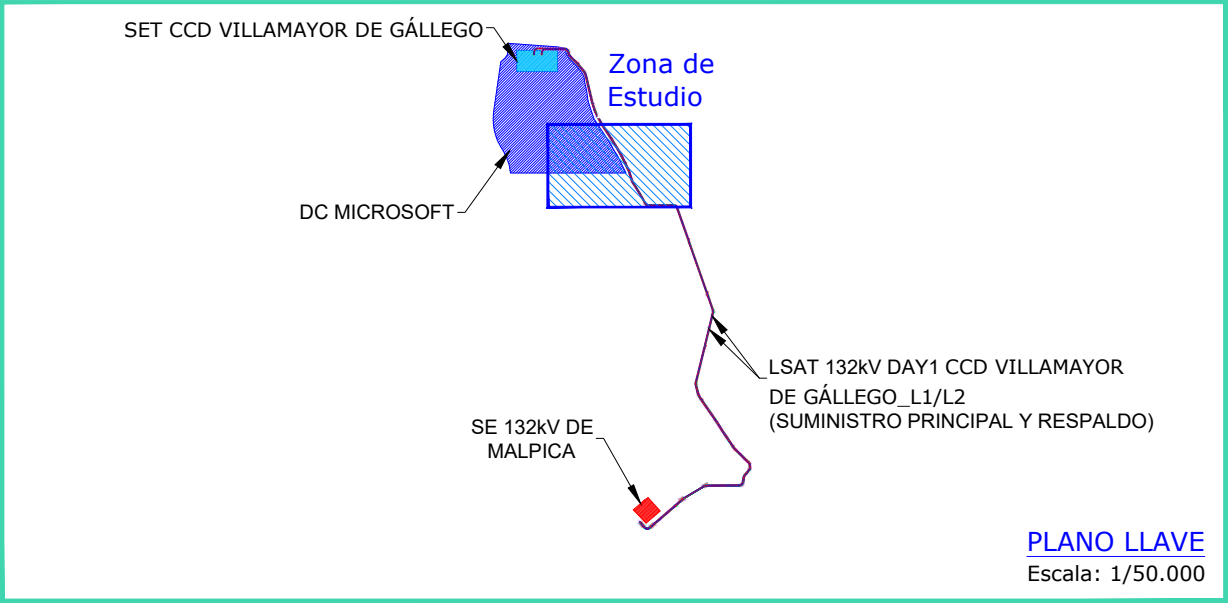 SET CCD VILLAMAYOR DE GÁLLEGO
Zona de
Estudio
DC MICROSOFT
LSAT 132kV DAY1 CCD VILLAMAYOR
DE GÁLLEGO_L1/L2
(SUMINISTRO PRINCIPAL Y RESPALDO)
SE 132kV DE
MALPICA
PLANO LLAVE
Escala: 1/50.000